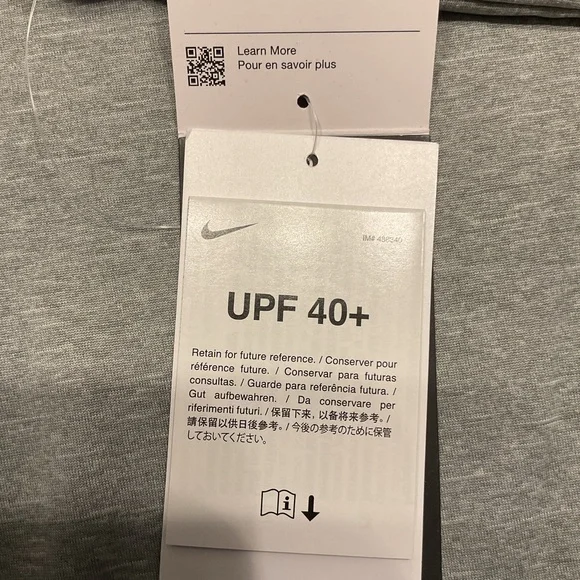 Learn More
Pour en savoir plus
IM# 486240
UPF 40+
Retain for future reference. / Conserver pour
référence future. / Conservar para futuras
consultas. / Guarde para referência futura. /
Gut aufbewahren. / Da conservare per
riferimenti futuri. / 保留下来，以备将来参考。/
請保留以供日後參考。/ 今後の参考のために保管
しておいてください。